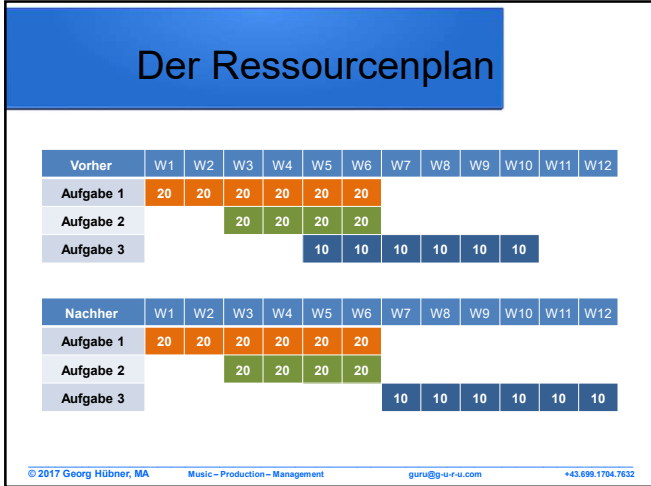 Der Ressourcenplan
Vorher W1 W2 W3 W4 W5 W6 W7 W8 W9 W10 W11 W12
Aufgabe 1 20 20 20 20 20 20
Aufgabe 2 20 20 20 20
Aufgabe 3 10 10 10 10 10 10
Nachher W1 W2 W3 W4 W5 W6 W7 W8 W9 W10 W11 W12
Aufgabe 1 20 20 20 20 20 20
Aufgabe 2 20 20 20 20
Aufgabe 3 10 10 10 10 10 10
© 2017 Georg Hübner, MA Music – Production – Management guru@g-u-r-u.com +43.699.1704.7632